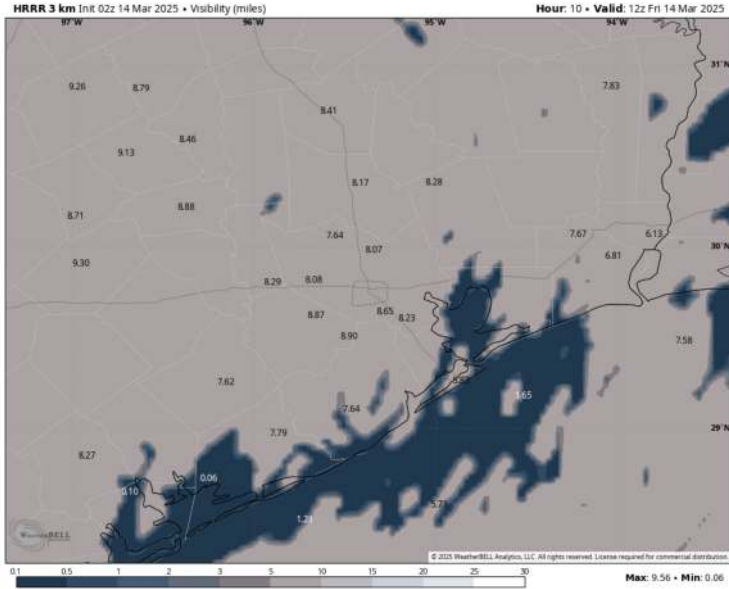 HRRR 3 km Init 02z 14 Mar 2025 • Visibility (miles) Hour: 10 • Valid: 12z Fri 14 Mar 2025
97°W 96°W 95°W 94°W
31°N
9.26 8.79 7.83
8.41
8.46
9.13
8.17 8.28
8.88
8.71
7.64 7.67 6.13
30°N
8.07
6.81
9.30
8.29 8.08
8.87 8.65 8.23
8.90 7.58
7.62
1.65
7.64
29°N
7.79
8.27
0.06
0.10
1.21
WeatherBELL
© 2025 WeatherBELL Analytics, LLC. All rights reserved. License required for commercial distribution.
0.1 0.5 1 2 3 5 10 15 20 25 30
Max: 9.56 • Min: 0.06